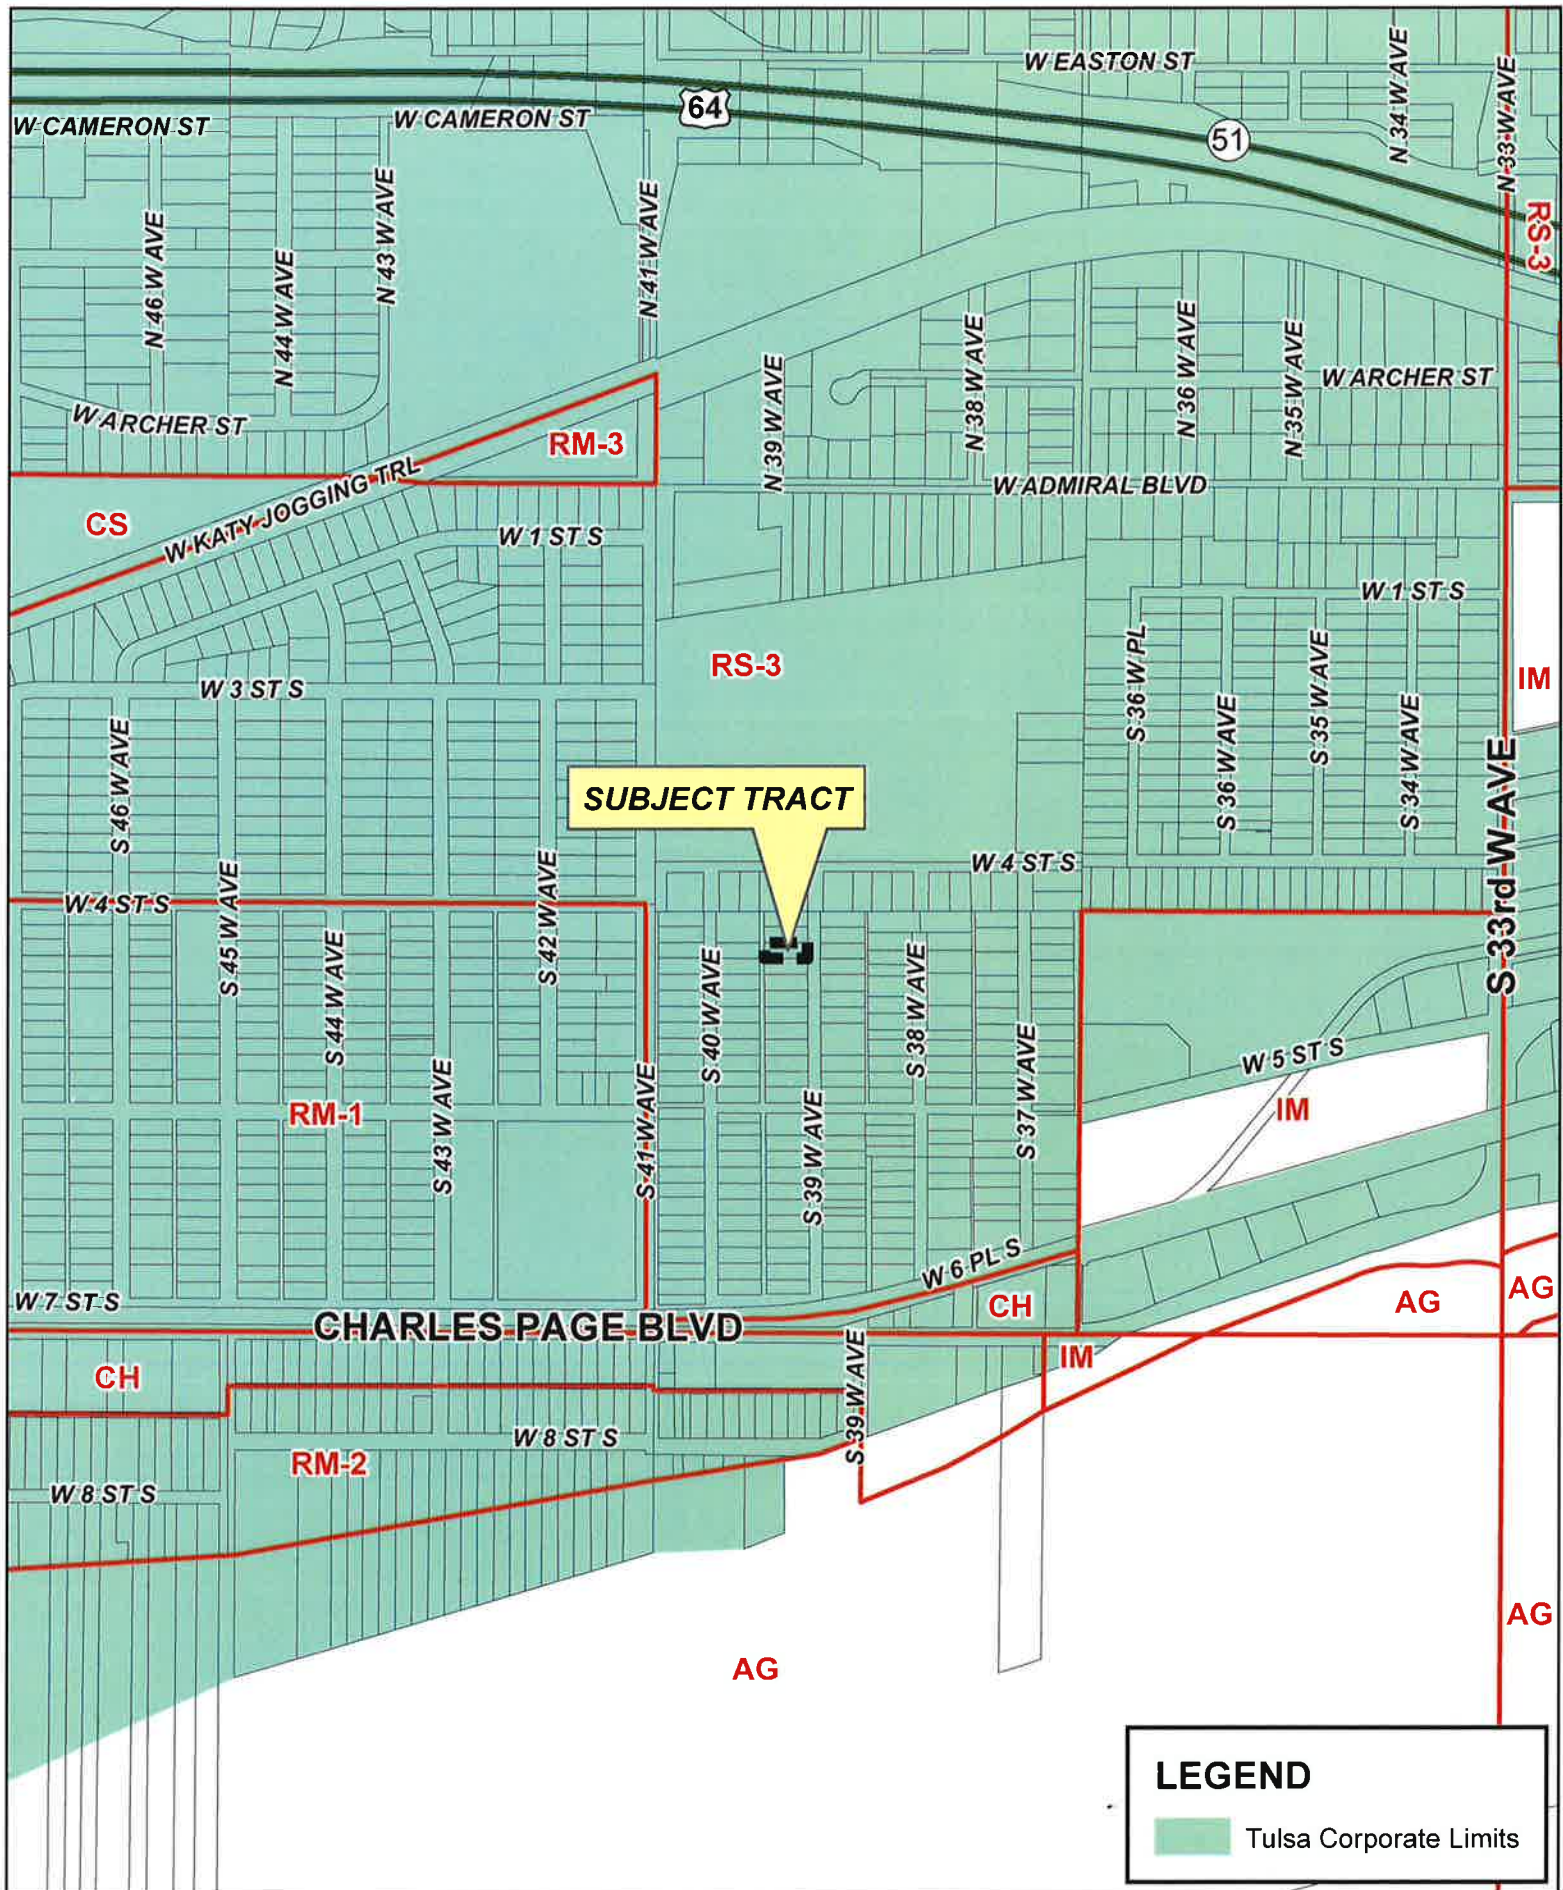 W EASTON ST
N 34 W AVE
N 33 W AVE
64
51
W CAMERON ST
W CAMERON ST
RS-3
N 46 W AVE
N 44 W AVE
N 43 W AVE
N 41 W AVE
N 39 W AVE
N 38 W AVE
N 36 W AVE
N 35 W AVE
W ARCHER ST
W ARCHER ST
RM-3
W KATY JOGGING TRL
W ADMIRAL BLVD
CS
W 1 ST S
W 1 ST S
RS-3
IM
W 3 ST S
S 36 W PL
S 36 W AVE
S 35 W AVE
S 34 W AVE
S 33rd W AVE
S 46 W AVE
SUBJECT TRACT
W 4 ST S
W 4 ST S
S 45 W AVE
S 44 W AVE
S 42 W AVE
S 40 W AVE
S 38 W AVE
S 37 W AVE
W 5 ST S
IM
RM-1
S 43 W AVE
S 41 W AVE
S 39 W AVE
W 6 PL S
W 7 ST S
CHARLES PAGE BLVD
CH
AG
AG
IM
CH
S 39 W AVE
W 8 ST S
RM-2
W 8 ST S
AG
AG
LEGEND
Tulsa Corporate Limits